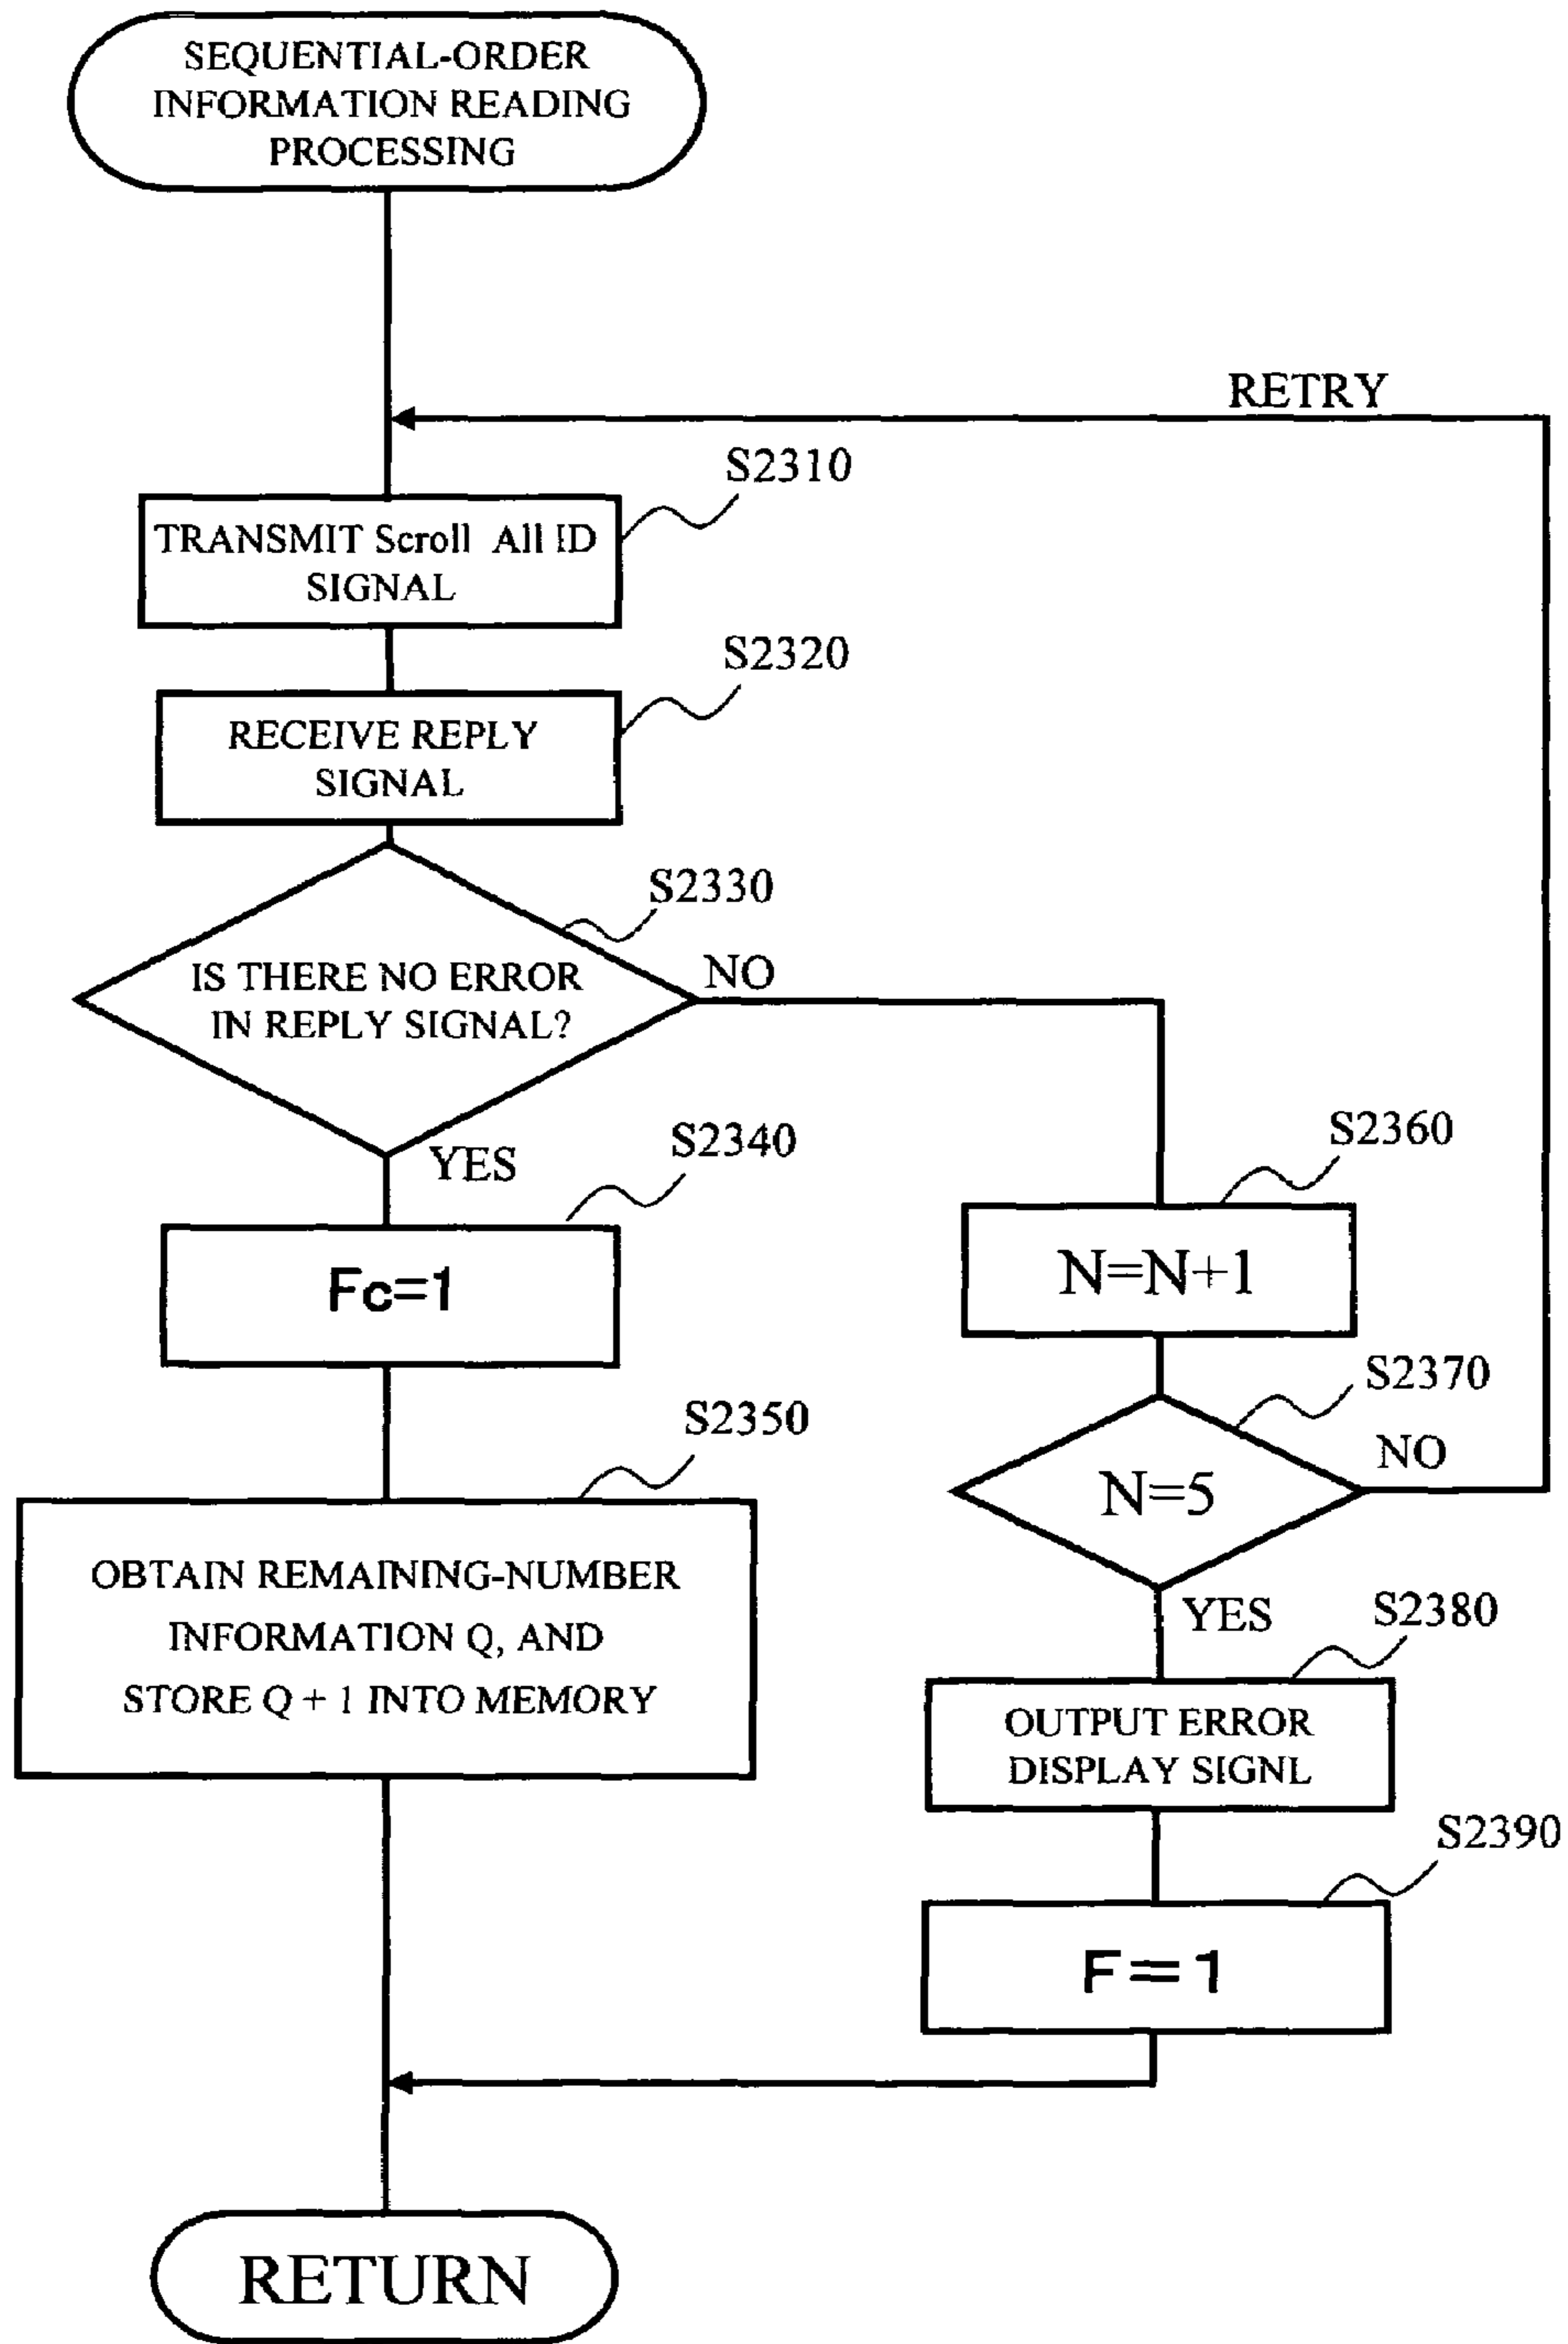 SEQUENTIAL-ORDER
INFORMATION READING
PROCESSING
RETRY
S2310
TRANSMIT Scroll All ID
SIGNAL
S2320
RECEIVE REPLY
SIGNAL
S2330
IS THERE NO ERROR
IN REPLY SIGNAL?
NO
YES
S2340
Fc=1
S2350
OBTAIN REMAINING-NUMBER
INFORMATION Q, AND
STORE Q + 1 INTO MEMORY
S2360
N=N+1
S2370
N=5
NO
YES
S2380
OUTPUT ERROR
DISPLAY SIGNL
S2390
F=1
RETURN